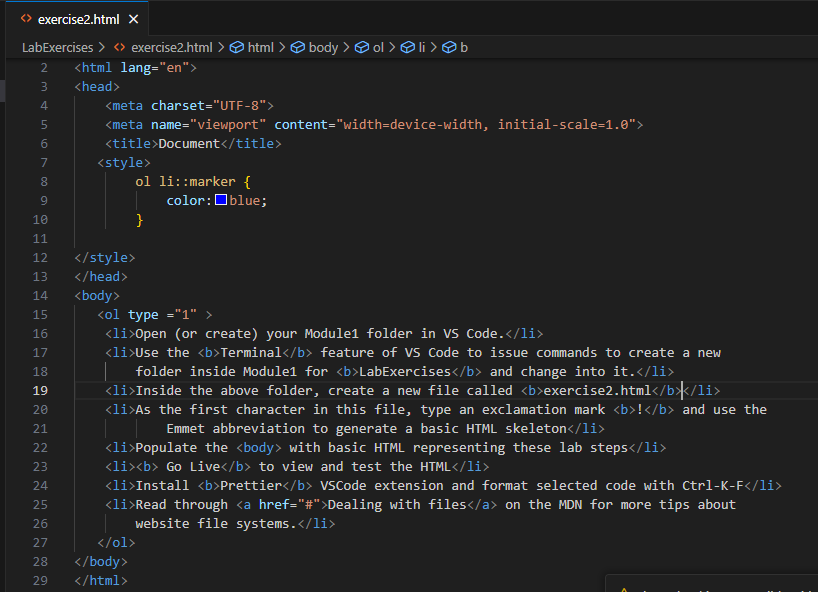 exercise2.html
LabExercises > exercise2.html > html > body > ol > li > b
2 <html lang="en">
3 <head>
4 <meta charset="UTF-8">
5 <meta name="viewport" content="width=device-width, initial-scale=1.0">
6 <title>Document</title>
7 <style>
8 ol li::marker {
9 color: blue;
10 }
11
12 </style>
13 </head>
14 <body>
15 <ol type ="1" >
16 <li>Open (or create) your Module1 folder in VS Code.</li>
17 <li>Use the <b>Terminal</b> feature of VS Code to issue commands to create a new
18 folder inside Module1 for <b>LabExercises</b> and change into it.</li>
19 <li>Inside the above folder, create a new file called <b>exercise2.html</b></li>
20 <li>As the first character in this file, type an exclamation mark <b>!</b> and use the
21 Emmet abbreviation to generate a basic HTML skeleton</li>
22 <li>Populate the <body> with basic HTML representing these lab steps</li>
23 <li><b> Go Live</b> to view and test the HTML</li>
24 <li>Install <b>Prettier</b> VSCode extension and format selected code with Ctrl-K-F</li>
25 <li>Read through <a href="#">Dealing with files</a> on the MDN for more tips about
26 website file systems.</li>
27 </ol>
28 </body>
29 </html>